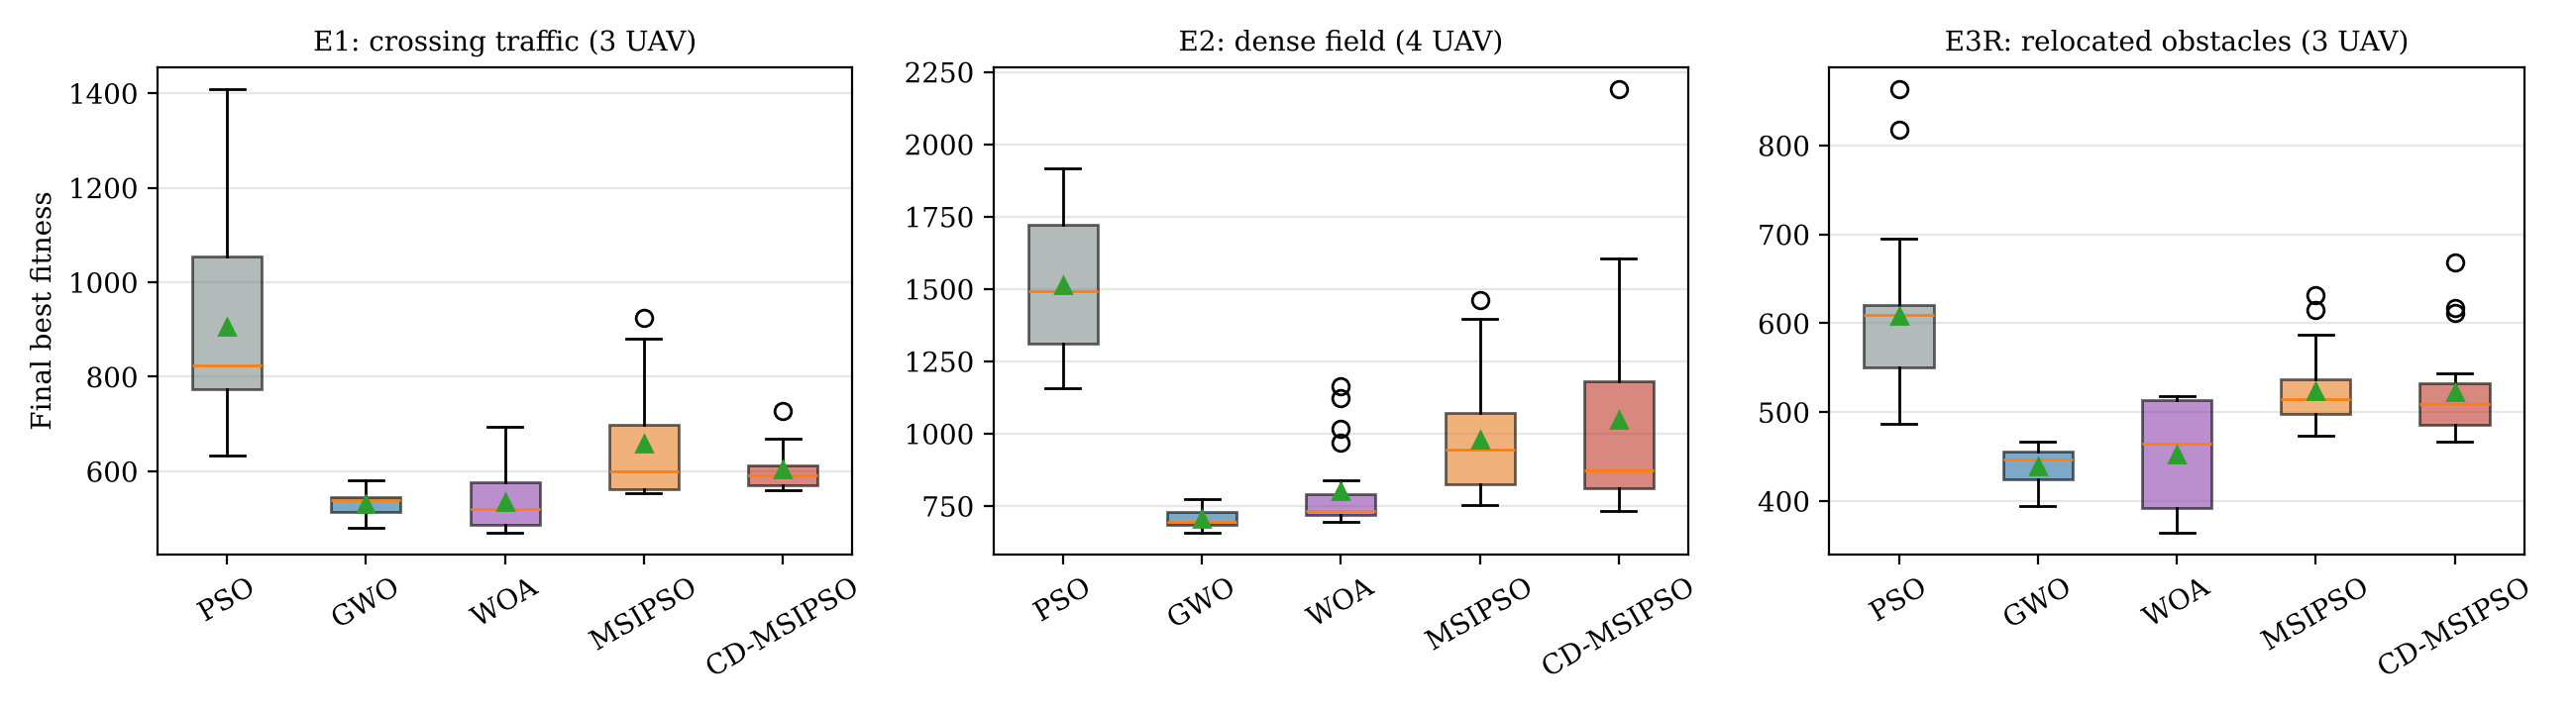 E1: crossing traffic (3 UAV)
Final best fitness
1400
1200
1000
800
600
PSO
GWO
WOA
MSIPSO
CD-MSIPSO
E2: dense field (4 UAV)
2250
2000
1750
1500
1250
1000
750
PSO
GWO
WOA
MSIPSO
CD-MSIPSO
E3R: relocated obstacles (3 UAV)
800
700
600
500
400
PSO
GWO
WOA
MSIPSO
CD-MSIPSO